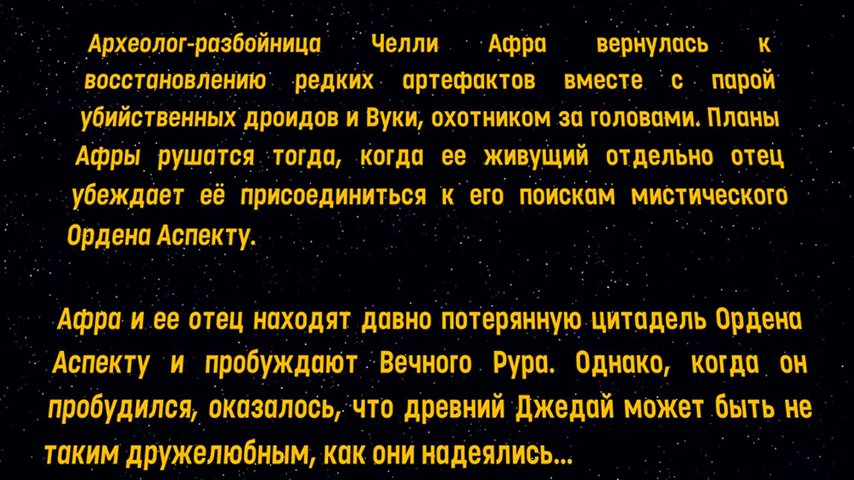 Археолог-разбойница Челли Афра вернулась к
восстановлению редких артефактов вместе с парой
убийственных дроидов и Вуки, охотником за головами. Планы
Афры рушатся тогда, когда ее живущий отдельно отец
убеждает её присоединиться к его поискам мистического
Ордена Аспекту.
Афра и ее отец находят давно потерянную цитадель Ордена
Аспекту и пробуждают Вечного Рура. Однако, когда он
пробудился, оказалось, что древний Джедай может быть не
таким дружелюбным, как они надеялись...